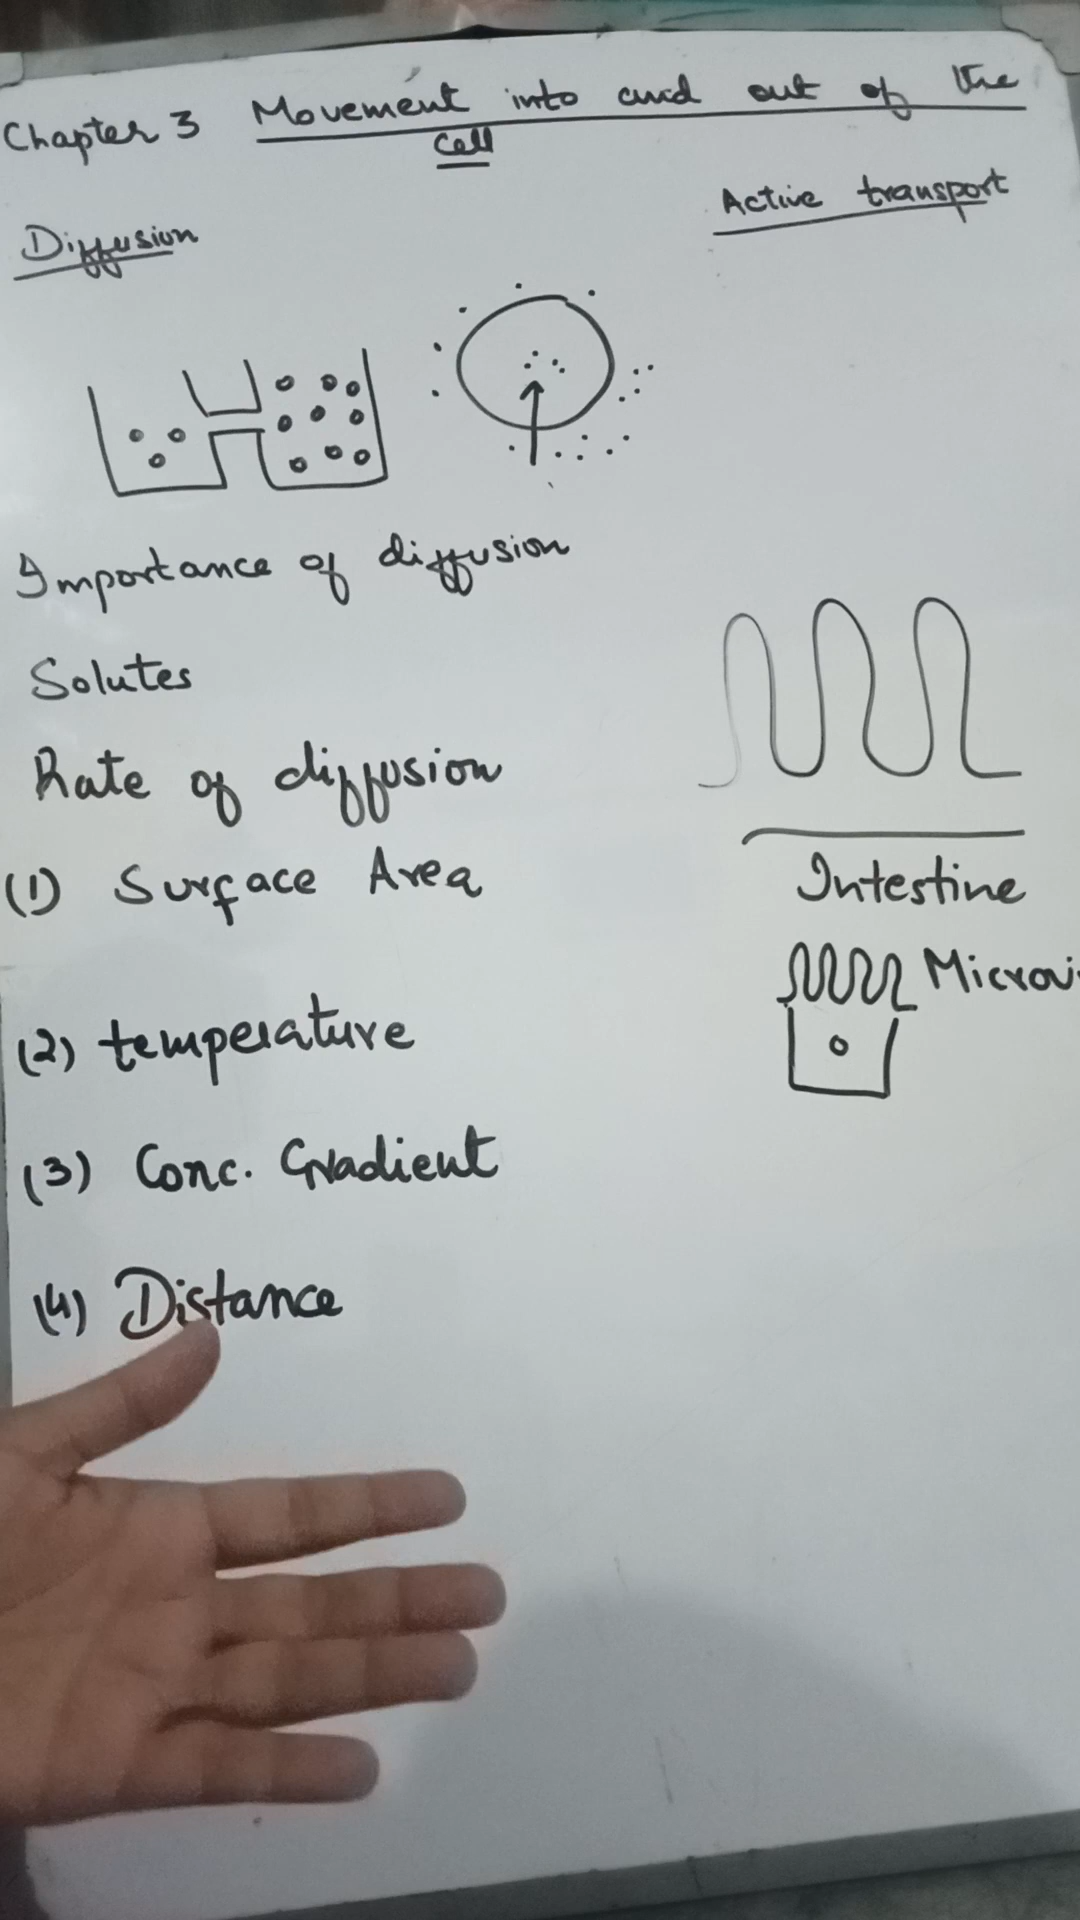 Chapter 3 Movement into and out of the
cell
Active transport
Diffusion
Importance of diffusion
Solutes
Rate of diffusion
(1) Surface Area
Intestine
Microvi
(2) temperature
(3) Conc. Gradient
(4) Distance